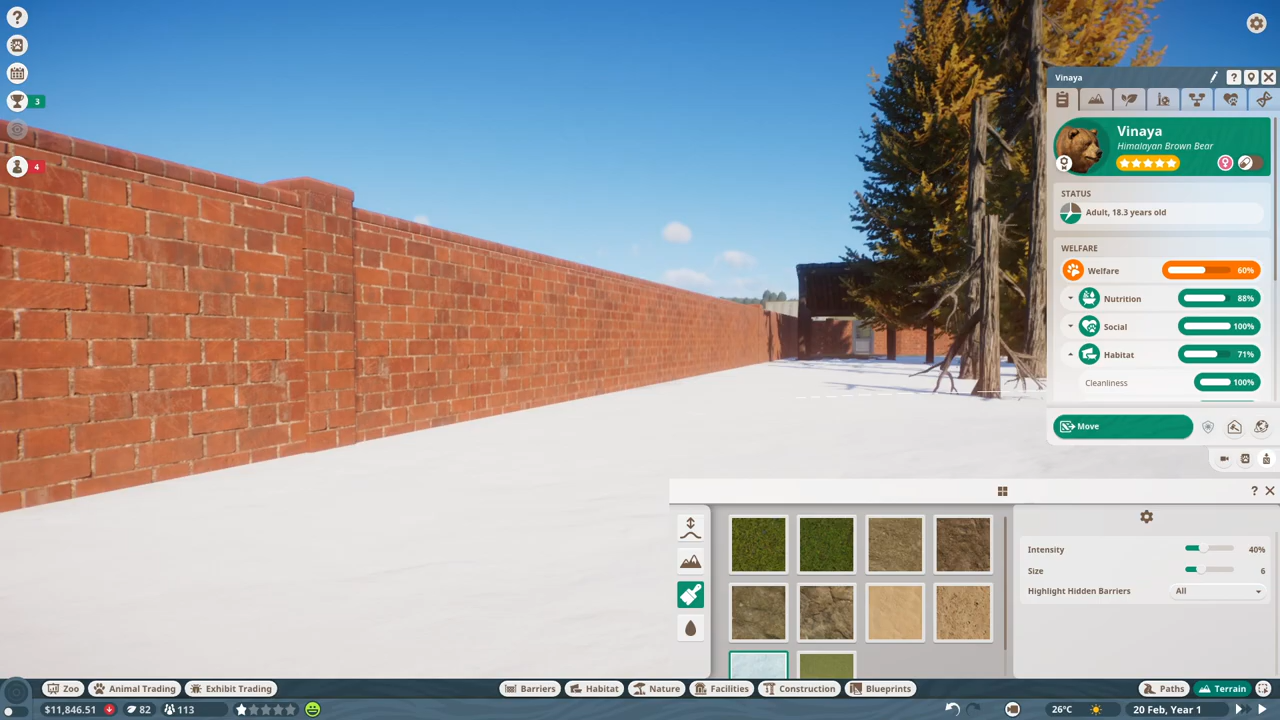 ?
3
4
Vinaya
?
Vinaya
Himalayan Brown Bear
STATUS
Adult, 18.3 years old
WELFARE
Welfare 60%
Nutrition 88%
Social 100%
Habitat 71%
Cleanliness 100%
Move
?
Intensity 40%
Size 6
Highlight Hidden Barriers All
Zoo Animal Trading Exhibit Trading Barriers Habitat Nature Facilities Construction Blueprints Paths Terrain
$11,846.51 82 113 26°C 20 Feb, Year 1